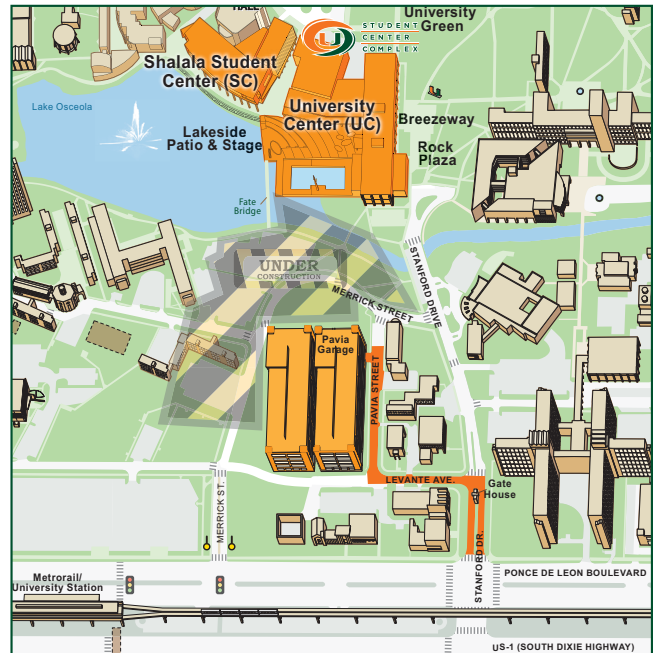 HALL
University
Green
STUDENT
CENTER
COMPLEX
U
Shalala Student
Center (SC)
University
Center (UC)
Breezeway
Lake Osceola
Lakeside
Patio & Stage
Rock
Plaza
Fate
Bridge
UNDER
CONSTRUCTION
STANFORD DRIVE
MERRICK STREET
Pavia
Garage
PAVIA STREET
LEVANTE AVE.
Gate
House
MERRICK ST.
STANFORD DR.
Metrorail/
University Station
PONCE DE LEON BOULEVARD
US-1 (SOUTH DIXIE HIGHWAY)